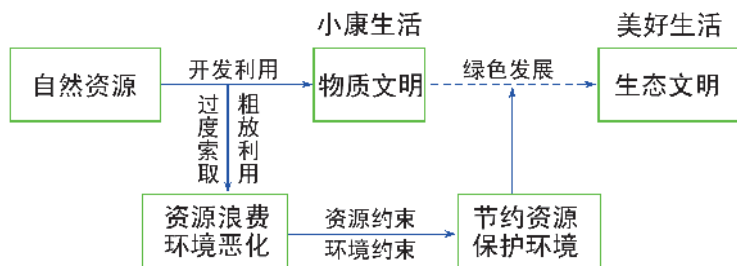 小康生活
美好生活
自然资源
开发利用
物质文明
绿色发展
生态文明
过度索取
粗放利用
资源浪费
环境恶化
资源约束
环境约束
节约资源
保护环境